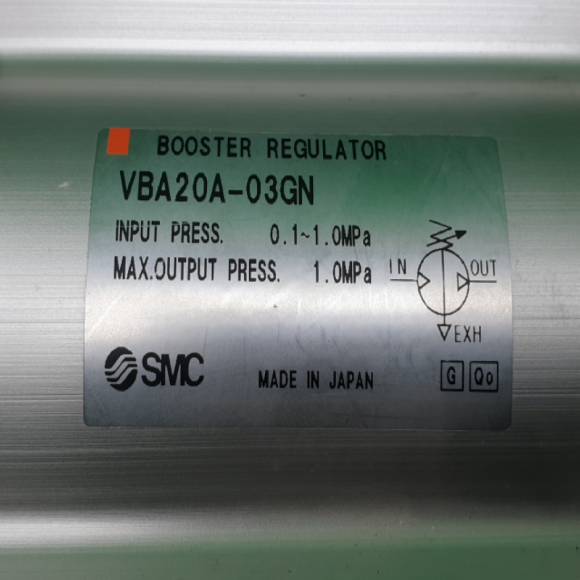 BOOSTER REGULATOR
VBA20A-03GN
INPUT PRESS. 0.1~1.0MPa
MAX.OUTPUT PRESS. 1.0MPa
IN OUT
EXH
SMC
MADE IN JAPAN
G Qo